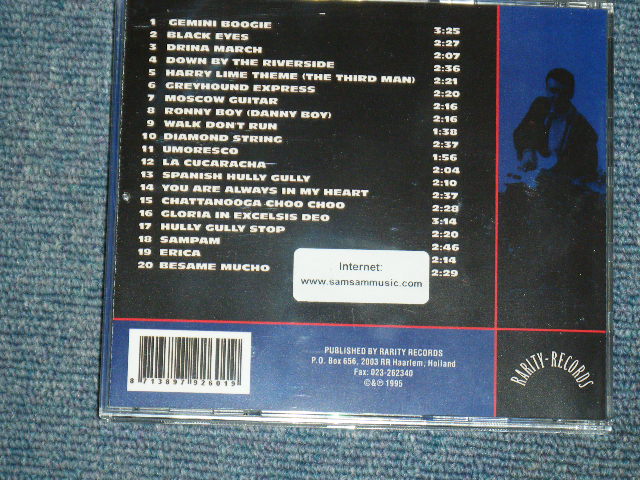 1 GEMINI BOOGIE 3:25
2 BLACK EYES 2:27
3 DRINA MARCH 2:07
4 DOWN BY THE RIVERSIDE 2:36
5 HARRY LIME THEME (THE THIRD MAN) 2:21
6 GREYHOUND EXPRESS 2:20
7 MOSCOW GUITAR 2:16
8 RONNY BOY (DANNY BOY) 2:16
9 WALK DON'T RUN 1:38
10 DIAMOND STRING 2:37
11 UMORESCO 1:56
12 LA CUCARACHA 2:04
13 SPANISH HULLY GULLY 2:10
14 YOU ARE ALWAYS IN MY HEART 2:37
15 CHATTANOOGA CHOO CHOO 2:28
16 GLORIA IN EXCELSIS DEO 3:14
17 HULLY GULLY STOP 2:20
18 SAMPAM 2:46
19 ERICA 2:14
20 BESAME MUCHO 2:29
Internet:
www.samsammusic.com
8 713897 926019
PUBLISHED BY RARITY RECORDS
P.O. Box 656, 2003 RR Haarlem, Holland
Fax: 023-262340
©&℗ 1995
RARITY-RECORDS